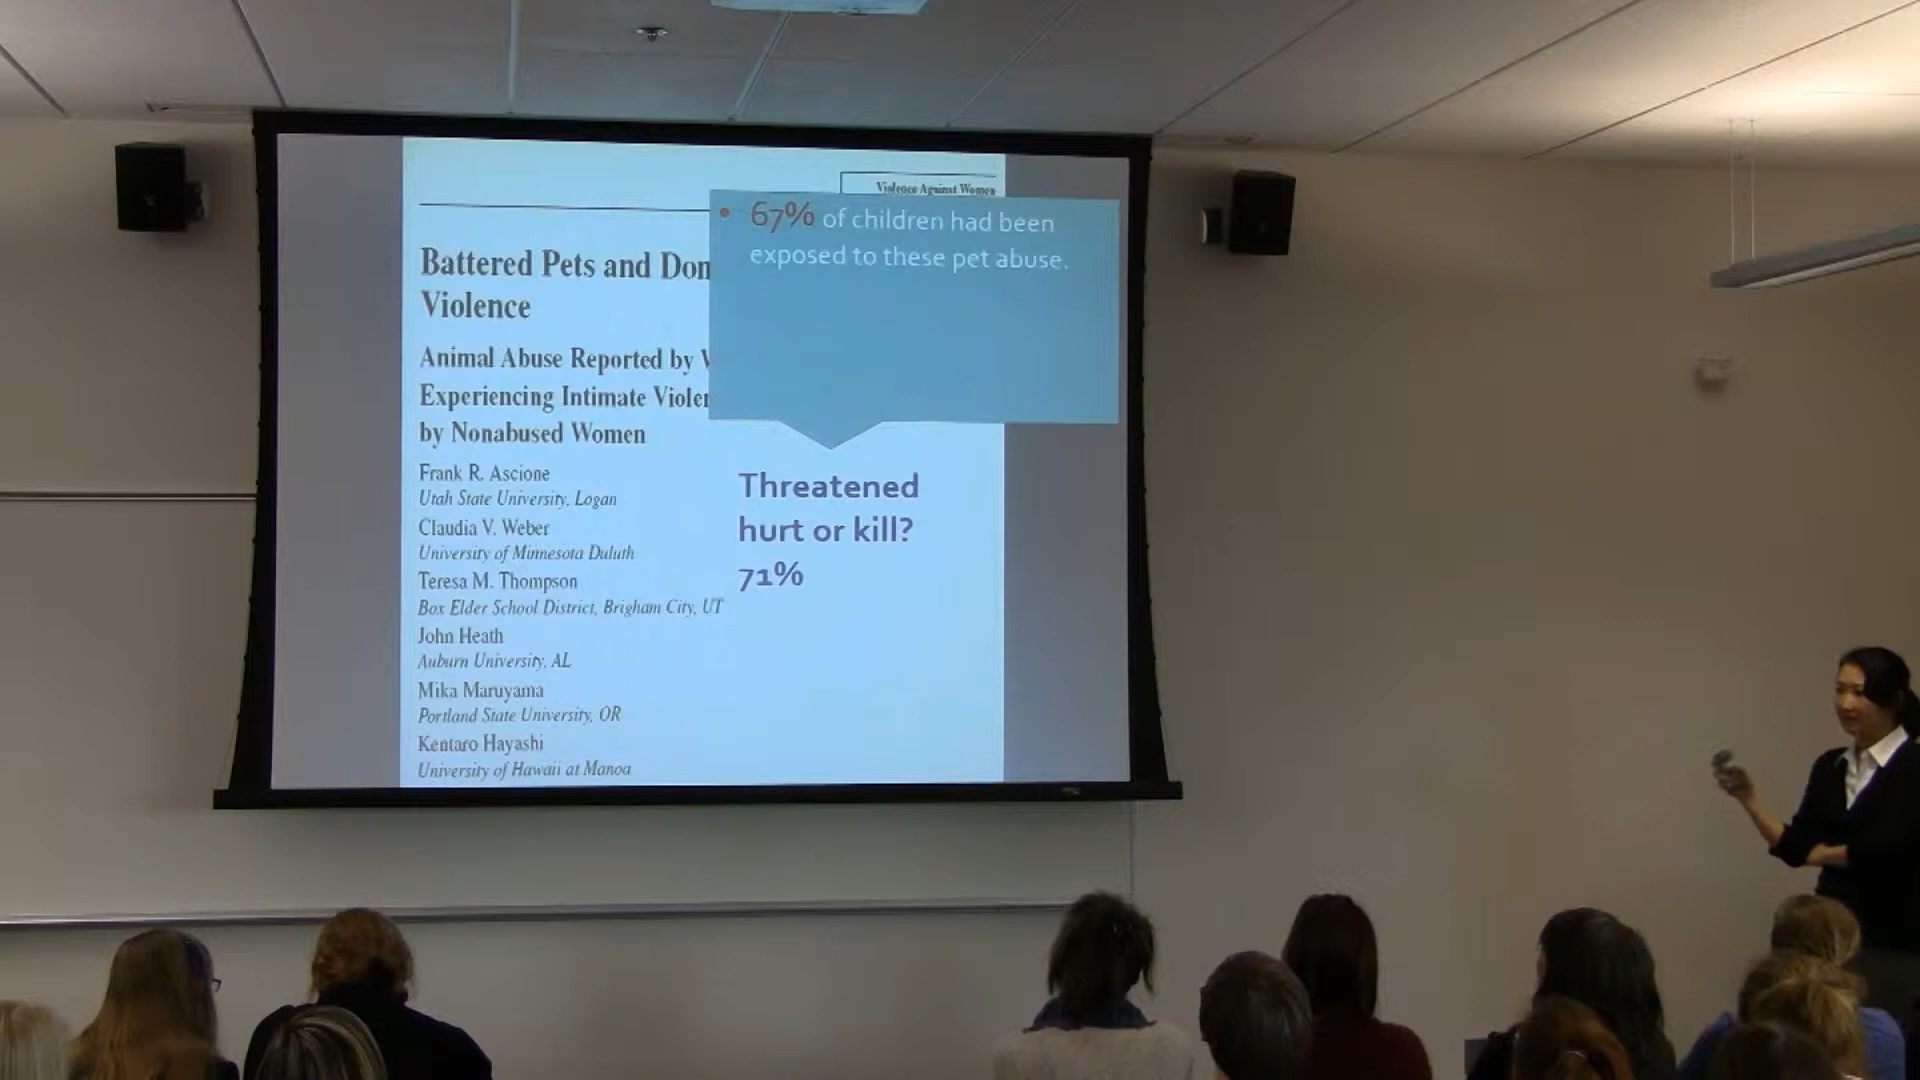 Violence Against Women
67% of children had been
exposed to these pet abuse.
Battered Pets and Dom
Violence
Animal Abuse Reported by
Experiencing Intimate Violen
by Nonabused Women
Frank R. Ascione
Utah State University, Logan
Claudia V. Weber
University of Minnesota Duluth
Teresa M. Thompson
Box Elder School District, Brigham City, UT
John Heath
Auburn University, AL
Mika Maruyama
Portland State University, OR
Kentaro Hayashi
University of Hawaii at Manoa
Threatened
hurt or kill?
71%